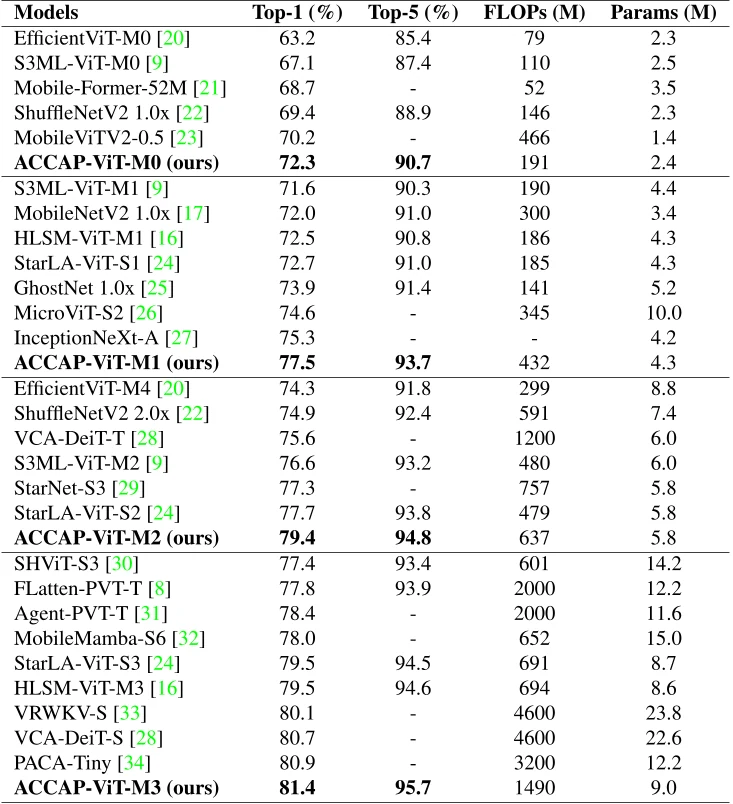 Models Top-1 (%) Top-5 (%) FLOPs (M) Params (M)
EfficientViT-M0 [20] 63.2 85.4 79 2.3
S3ML-ViT-M0 [9] 67.1 87.4 110 2.5
Mobile-Former-52M [21] 68.7 - 52 3.5
ShuffleNetV2 1.0x [22] 69.4 88.9 146 2.3
MobileViTV2-0.5 [23] 70.2 - 466 1.4
ACCAP-ViT-M0 (ours) 72.3 90.7 191 2.4
S3ML-ViT-M1 [9] 71.6 90.3 190 4.4
MobileNetV2 1.0x [17] 72.0 91.0 300 3.4
HLSM-ViT-M1 [16] 72.5 90.8 186 4.3
StarLA-ViT-S1 [24] 72.7 91.0 185 4.3
GhostNet 1.0x [25] 73.9 91.4 141 5.2
MicroViT-S2 [26] 74.6 - 345 10.0
InceptionNeXt-A [27] 75.3 - - 4.2
ACCAP-ViT-M1 (ours) 77.5 93.7 432 4.3
EfficientViT-M4 [20] 74.3 91.8 299 8.8
ShuffleNetV2 2.0x [22] 74.9 92.4 591 7.4
VCA-DeiT-T [28] 75.6 - 1200 6.0
S3ML-ViT-M2 [9] 76.6 93.2 480 6.0
StarNet-S3 [29] 77.3 - 757 5.8
StarLA-ViT-S2 [24] 77.7 93.8 479 5.8
ACCAP-ViT-M2 (ours) 79.4 94.8 637 5.8
SHViT-S3 [30] 77.4 93.4 601 14.2
FLatten-PVT-T [8] 77.8 93.9 2000 12.2
Agent-PVT-T [31] 78.4 - 2000 11.6
MobileMamba-S6 [32] 78.0 - 652 15.0
StarLA-ViT-S3 [24] 79.5 94.5 691 8.7
HLSM-ViT-M3 [16] 79.5 94.6 694 8.6
VRWKV-S [33] 80.1 - 4600 23.8
VCA-DeiT-S [28] 80.7 - 4600 22.6
PACA-Tiny [34] 80.9 - 3200 12.2
ACCAP-ViT-M3 (ours) 81.4 95.7 1490 9.0